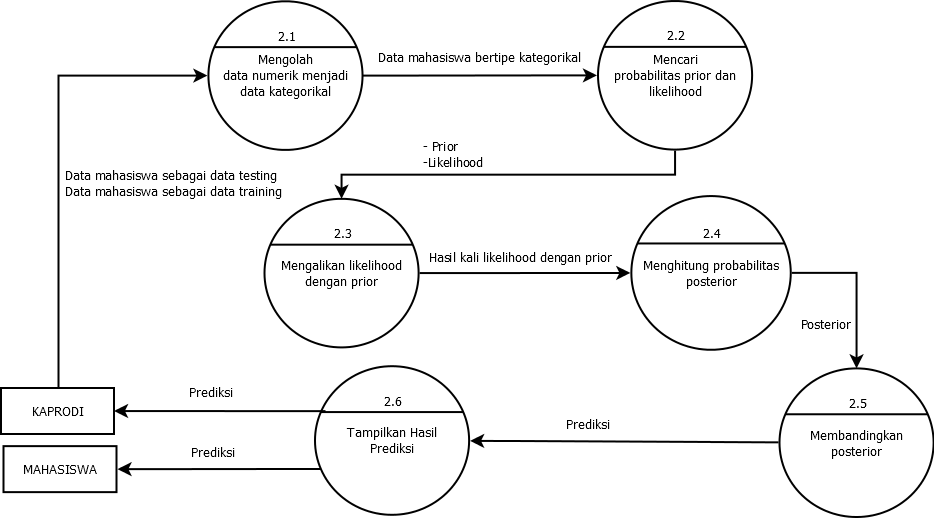 2.1
Mengolah
data numerik menjadi
data kategorikal
Data mahasiswa bertipe kategorikal
2.2
Mencari
probabilitas prior dan
likelihood
- Prior
-Likelihood
Data mahasiswa sebagai data testing
Data mahasiswa sebagai data training
2.3
Mengalikan likelihood
dengan prior
Hasil kali likelihood dengan prior
2.4
Menghitung probabilitas
posterior
Posterior
2.5
Membandingkan
posterior
Prediksi
2.6
Tampilkan Hasil
Prediksi
Prediksi
KAPRODI
Prediksi
MAHASISWA